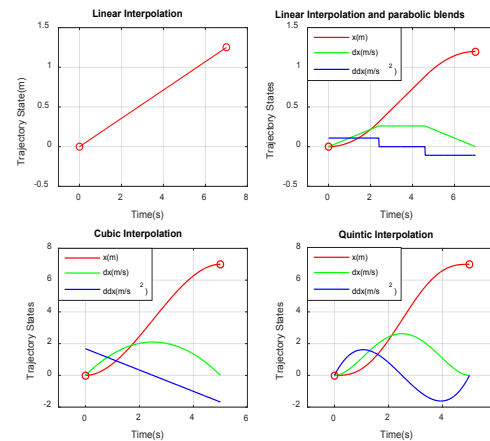 Linear Interpolation
1.5
1
0.5
0
-0.5
0 2 4 6 8
Trajectory State(m)
Time(s)
Linear Interpolation and parabolic blends
1.5
1
0.5
0
-0.5
0 2 4 6
Trajectory States
Time(s)
x(m)
dx(m/s)
ddx(m/s 2 )
Cubic Interpolation
8
6
4
2
0
-2
0 2 4 6
Trajectory States
Time(s)
x(m)
dx(m/s)
ddx(m/s 2 )
Quintic Interpolation
8
6
4
2
0
-2
0 2 4
Trajectory States
Time(s)
x(m)
dx(m/s)
ddx(m/s 2 )